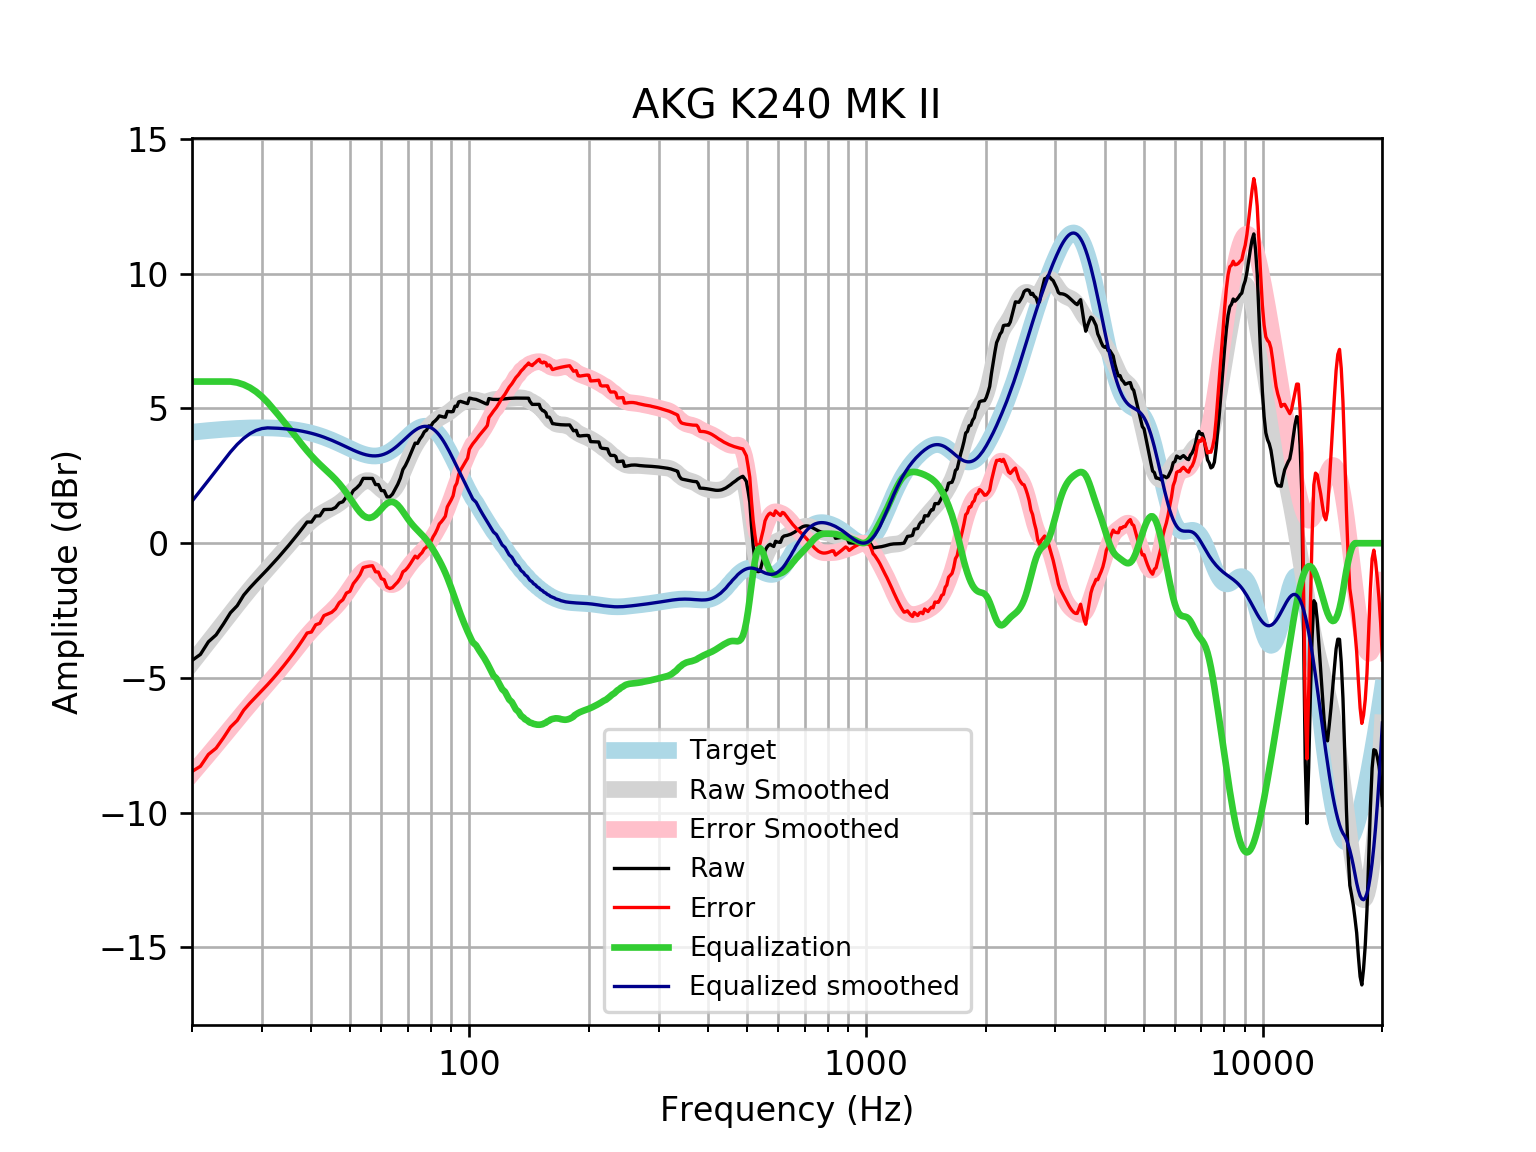 AKG K240 MK II
15
10
5
0
−5
−10
−15
Amplitude (dBr)
Target
Raw Smoothed
Error Smoothed
Raw
Error
Equalization
Equalized smoothed
100
1000
10000
Frequency (Hz)